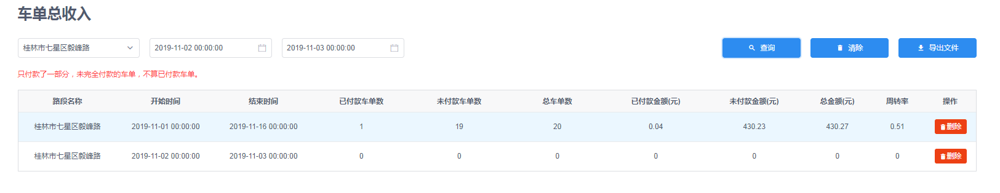 车单总收入
桂林市七星区毅峰路 2019-11-02 00:00:00 2019-11-03 00:00:00 查询 清除 导出文件
只付款了一部分，未完全付款的车单，不算已付款车单。
路段名称 开始时间 结束时间 已付款车单数 未付款车单数 总车单数 已付款金额(元) 未付款金额(元) 总金额(元) 周转率 操作
桂林市七星区毅峰路 2019-11-01 00:00:00 2019-11-16 00:00:00 1 19 20 0.04 430.23 430.27 0.51 删除
桂林市七星区毅峰路 2019-11-02 00:00:00 2019-11-03 00:00:00 0 0 0 0 0 0 0 删除